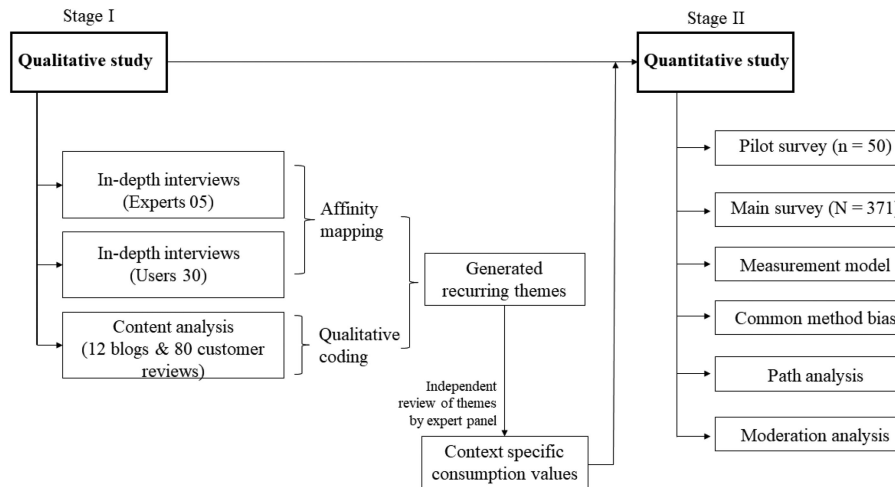 Stage I
Stage II
Qualitative study
Quantitative study
In-depth interviews
(Experts 05)
In-depth interviews
(Users 30)
Content analysis
(12 blogs & 80 customer
reviews)
Affinity
mapping
Qualitative
coding
Generated
recurring themes
Independent
review of themes
by expert panel
Context specific
consumption values
Pilot survey (n = 50)
Main survey (N = 371)
Measurement model
Common method bias
Path analysis
Moderation analysis